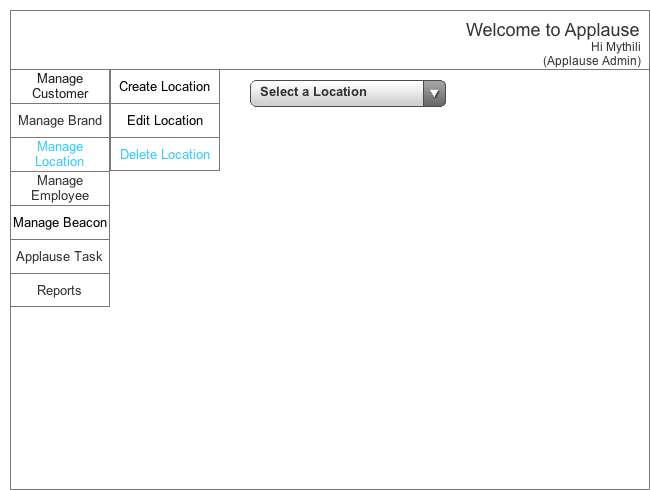 Welcome to Applause
Hi Mythili
(Applause Admin)
Manage
Customer
Manage Brand
Manage
Location
Manage
Employee
Manage Beacon
Applause Task
Reports
Create Location
Edit Location
Delete Location
Select a Location